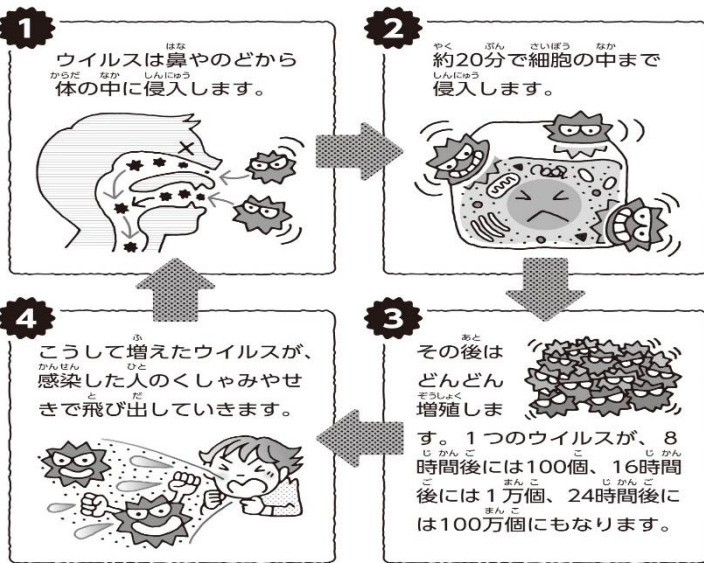 1
ウイルスは鼻やのどから
体の中に侵入します。
2
約20分で細胞の中まで
侵入します。
3
その後は
どんどん
増殖しま
す。1つのウイルスが、8
時間後には100個、16時間
後には1万個、24時間後に
は100万個にもなります。
4
こうして増えたウイルスが、
感染した人のくしゃみやせ
きで飛び出していきます。